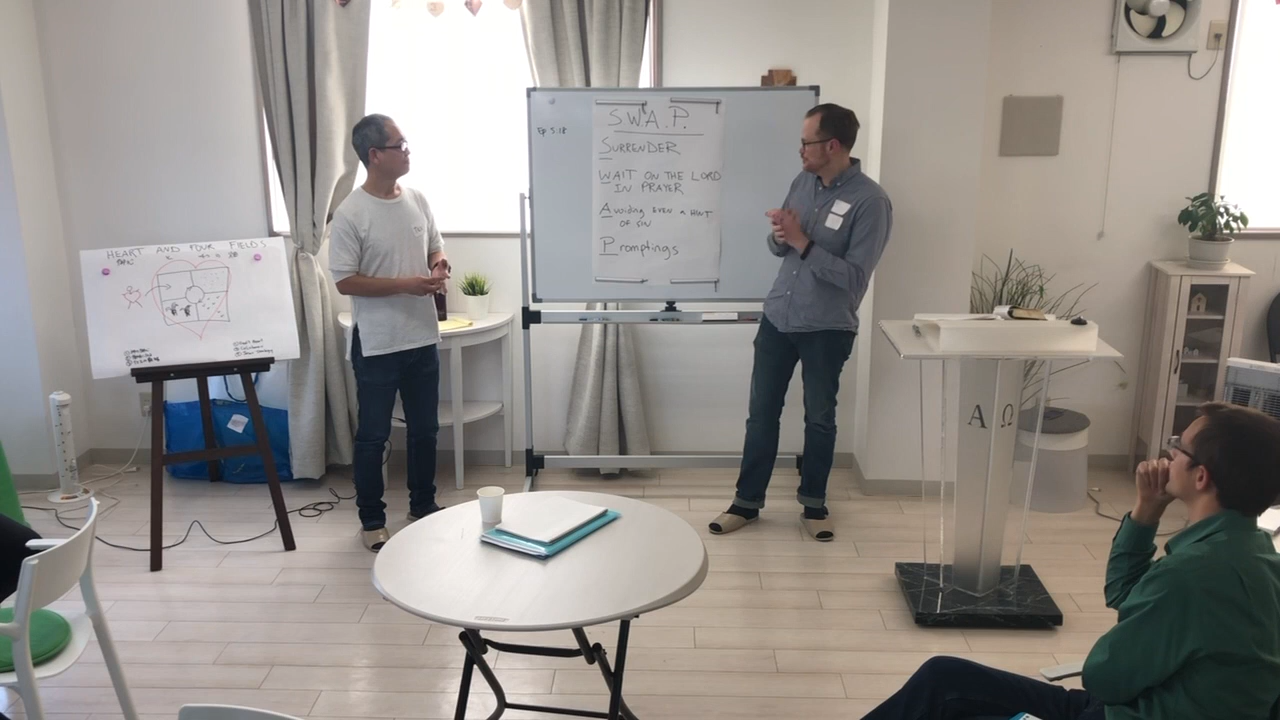 HEART AND FOUR FIELDS
Ep 5:18
S.W.A.P.
SURRENDER
WAIT ON THE LORD
IN PRAYER
Avoiding EVEN A HINT
OF SIN
Promptings
Α Ω